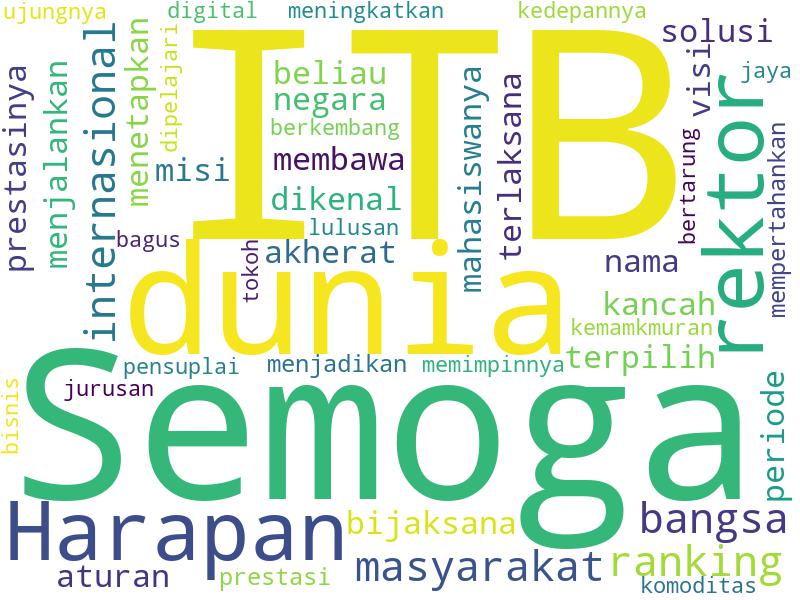 ujungnya
digital
meningkatkan
kedepannya
solusi
ITB
jaya
visi
beliau
negara
berkembang
membawa
dikenal
lulusan
akherat
misi
bagus
tokoh
dipelajari
menetapkan
internasional
menjalankan
prestasinya
mahasiswanya
terlaksana
bertarung
rektor
mempertahankan
nama
kancah
kemamkmuran
dunia
terpilih
pensuplai
menjadikan
memimpinnya
jurusan
bisnis
Semoga
periode
Harapan
bijaksana
bangsa
masyarakat
ranking
aturan
prestasi
komoditas